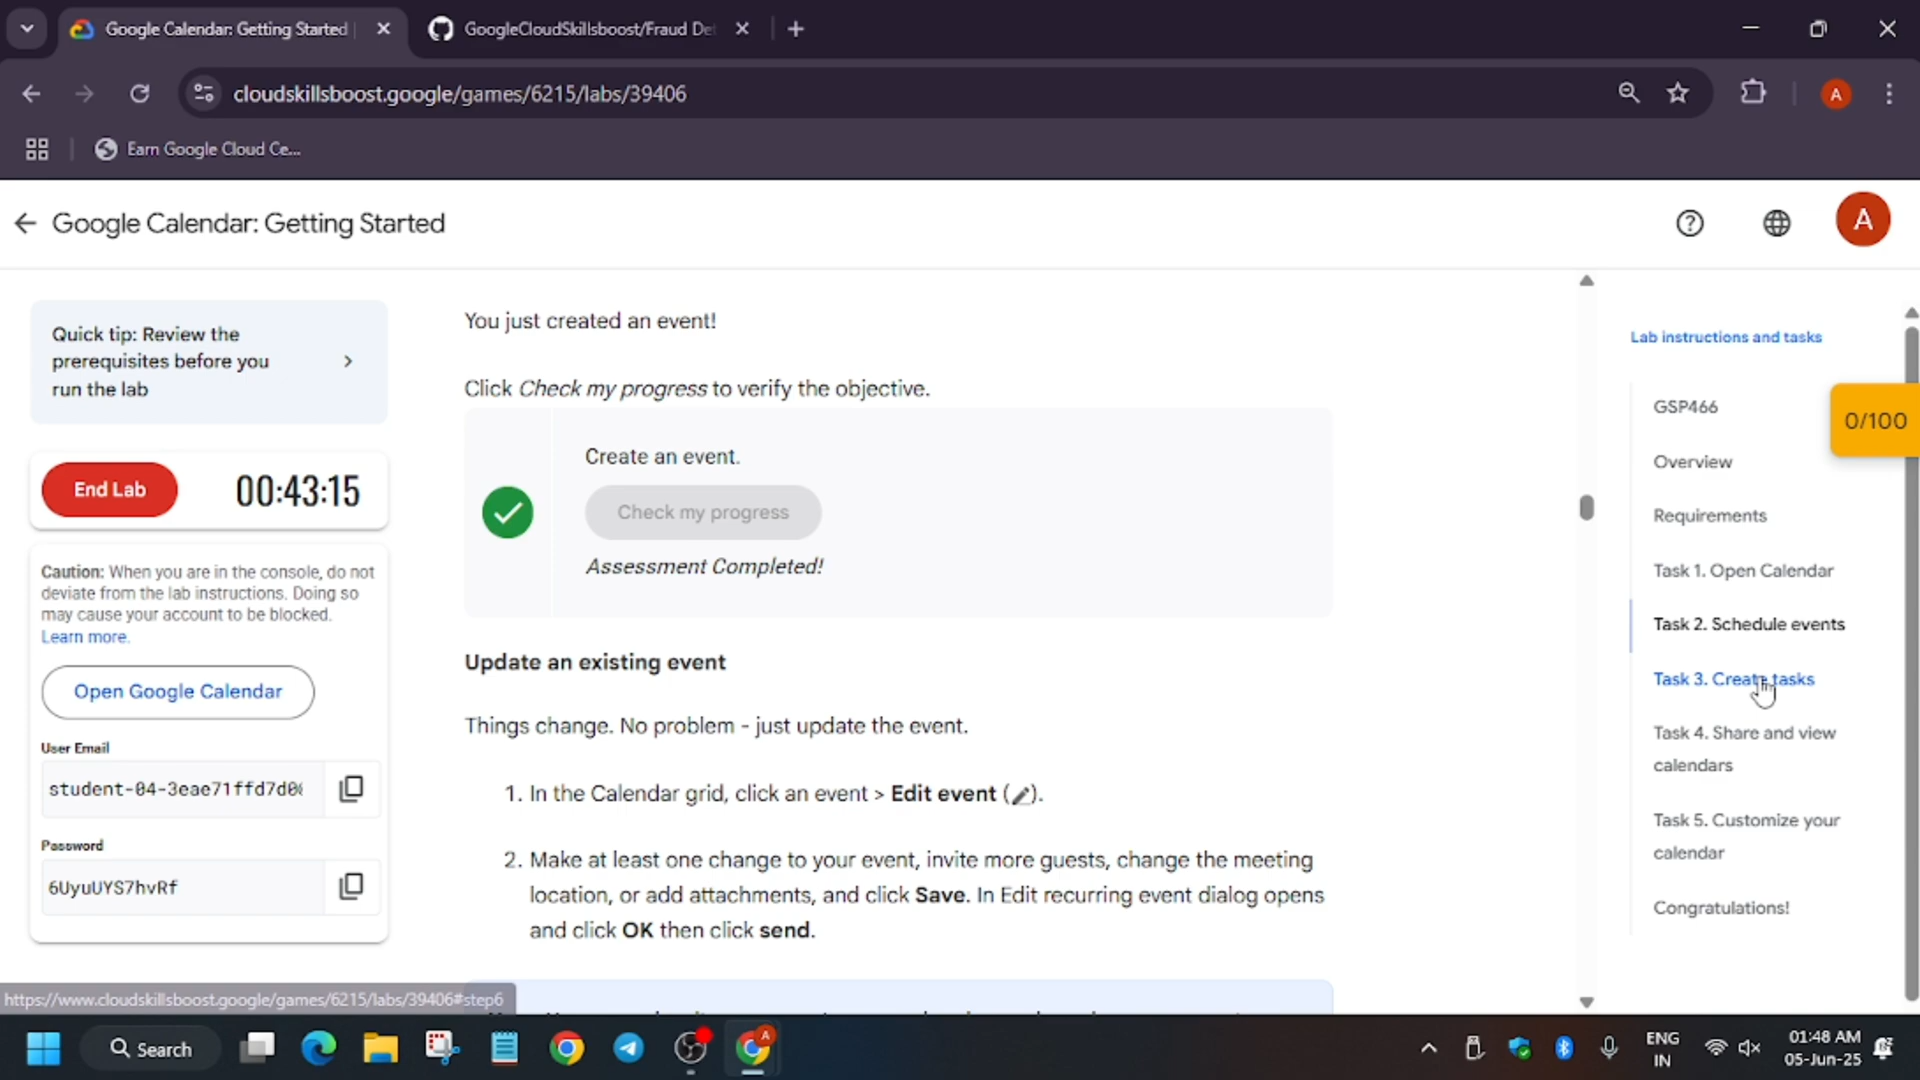 Google Calendar: Getting Started
GoogleCloudSkillsboost/Fraud De
cloudskillsboost.google/games/6215/labs/39406
A
Earn Google Cloud Ce...
Google Calendar: Getting Started
A
Quick tip: Review the
prerequisites before you
run the lab
End Lab
00:43:15
Caution: When you are in the console, do not
deviate from the lab instructions. Doing so
may cause your account to be blocked.
Learn more.
Open Google Calendar
User Email
student-04-3eae71ffd7d0
Password
6UyuUYS7hvRf
You just created an event!
Click Check my progress to verify the objective.
Create an event.
Check my progress
Assessment Completed!
Update an existing event
Things change. No problem - just update the event.
1. In the Calendar grid, click an event > Edit event ( ).
2. Make at least one change to your event, invite more guests, change the meeting
location, or add attachments, and click Save. In Edit recurring event dialog opens
and click OK then click send.
Lab instructions and tasks
GSP466
0/100
Overview
Requirements
Task 1. Open Calendar
Task 2. Schedule events
Task 3. Create tasks
Task 4. Share and view
calendars
Task 5. Customize your
calendar
Congratulations!
https://www.cloudskillsboost.google/games/6215/labs/39406#step6
Search
A
ENG
IN
01:48 AM
05-Jun-25